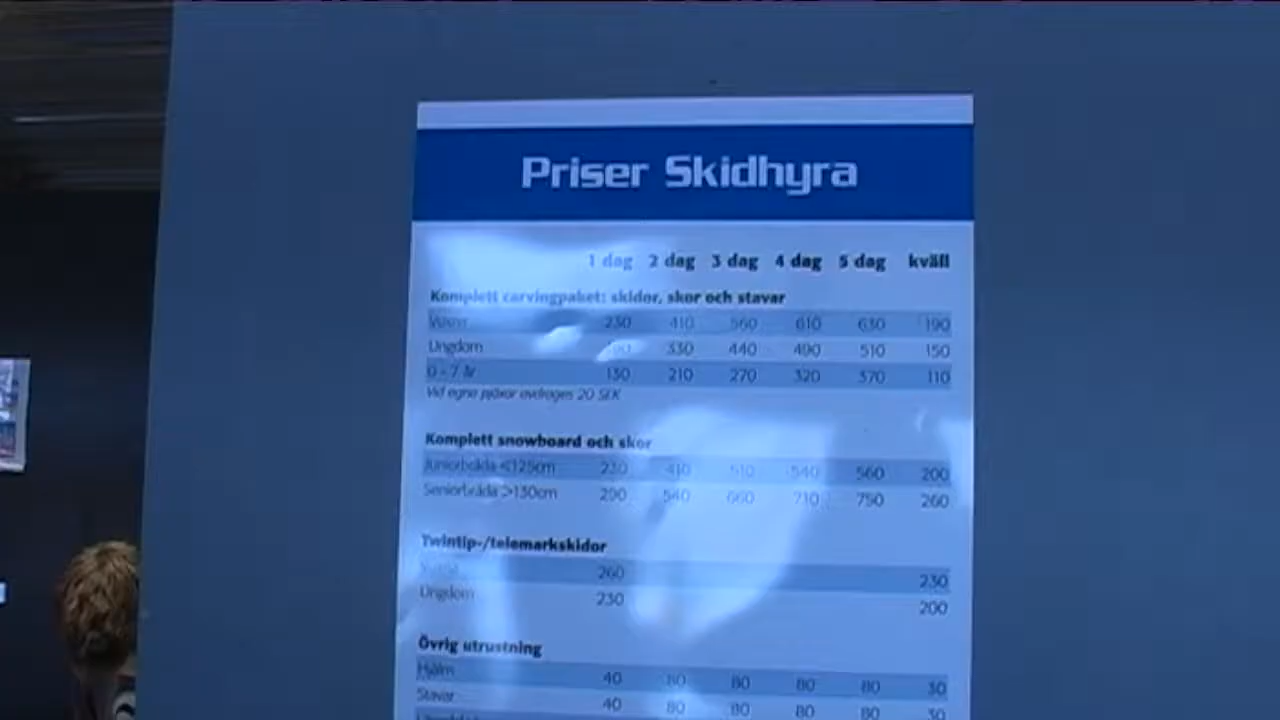 Priser Skidhyra
1 dag 2 dag 3 dag 4 dag 5 dag kväll
Komplett carvingpaket: skidor, skor och stavar
Vuxen 230 410 560 610 630 190
Ungdom 330 440 490 510 150
0 - 7 år 130 210 270 320 370 110
Vid egna pjäxor avdrages 20 SEK
Komplett snowboard och skor
Juniorbräda <125cm 230 410 510 540 560 200
Seniorbräda >130cm 290 540 660 710 750 260
Twintip-/telemarkskidor
260 230
Ungdom 230 200
Övrig utrustning
Hjälm 40 80 80 80 80 30
Stavar 40 80 80 80 80 30